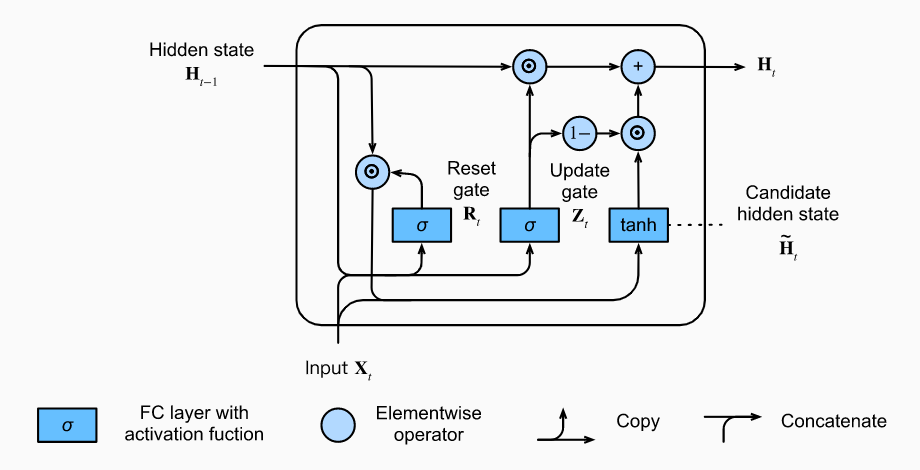 Hidden state
H_{t−1}
H_t
+
1−
Reset
gate
R_t
Update
gate
Z_t
σ
σ
tanh
Candidate
hidden state
H̃_t
Input X_t
σ
FC layer with
activation fuction
Elementwise
operator
Copy
Concatenate